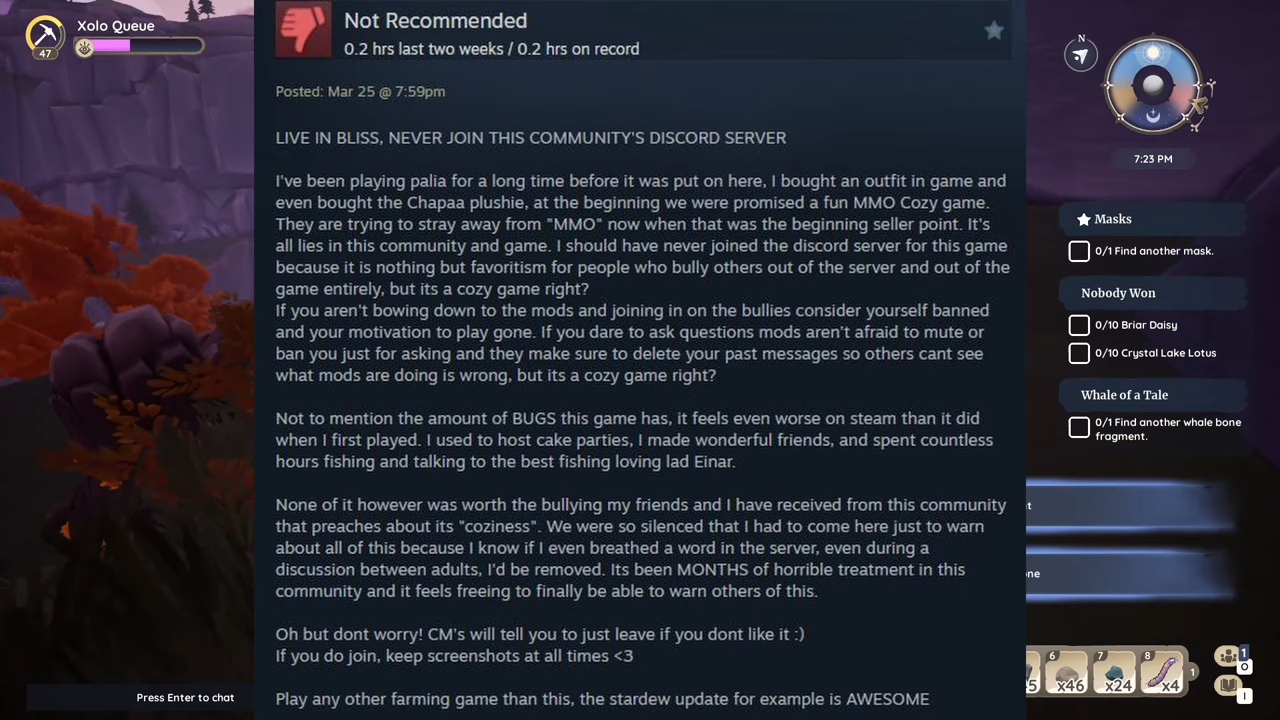 Xolo Queue
47
Not Recommended
0.2 hrs last two weeks / 0.2 hrs on record
Posted: Mar 25 @ 7:59pm
LIVE IN BLISS, NEVER JOIN THIS COMMUNITY'S DISCORD SERVER
I've been playing palia for a long time before it was put on here, I bought an outfit in game and
even bought the Chapaa plushie, at the beginning we were promised a fun MMO Cozy game.
They are trying to stray away from "MMO" now when that was the beginning seller point. It's
all lies in this community and game. I should have never joined the discord server for this game
because it is nothing but favoritism for people who bully others out of the server and out of the
game entirely, but its a cozy game right?
If you aren't bowing down to the mods and joining in on the bullies consider yourself banned
and your motivation to play gone. If you dare to ask questions mods aren't afraid to mute or
ban you just for asking and they make sure to delete your past messages so others cant see
what mods are doing is wrong, but its a cozy game right?
Not to mention the amount of BUGS this game has, it feels even worse on steam than it did
when I first played. I used to host cake parties, I made wonderful friends, and spent countless
hours fishing and talking to the best fishing loving lad Einar.
None of it however was worth the bullying my friends and I have received from this community
that preaches about its "coziness". We were so silenced that I had to come here just to warn
about all of this because I know if I even breathed a word in the server, even during a
discussion between adults, I'd be removed. Its been MONTHS of horrible treatment in this
community and it feels freeing to finally be able to warn others of this.
Oh but dont worry! CM's will tell you to just leave if you dont like it :)
If you do join, keep screenshots at all times <3
Play any other farming game than this, the stardew update for example is AWESOME
Press Enter to chat
N
7:23 PM
Masks
0/1 Find another mask.
Nobody Won
0/10 Briar Daisy
0/10 Crystal Lake Lotus
Whale of a Tale
0/1 Find another whale bone
fragment.
t
one
5
6
x46
7
x24
8
x4
1
1
O
I